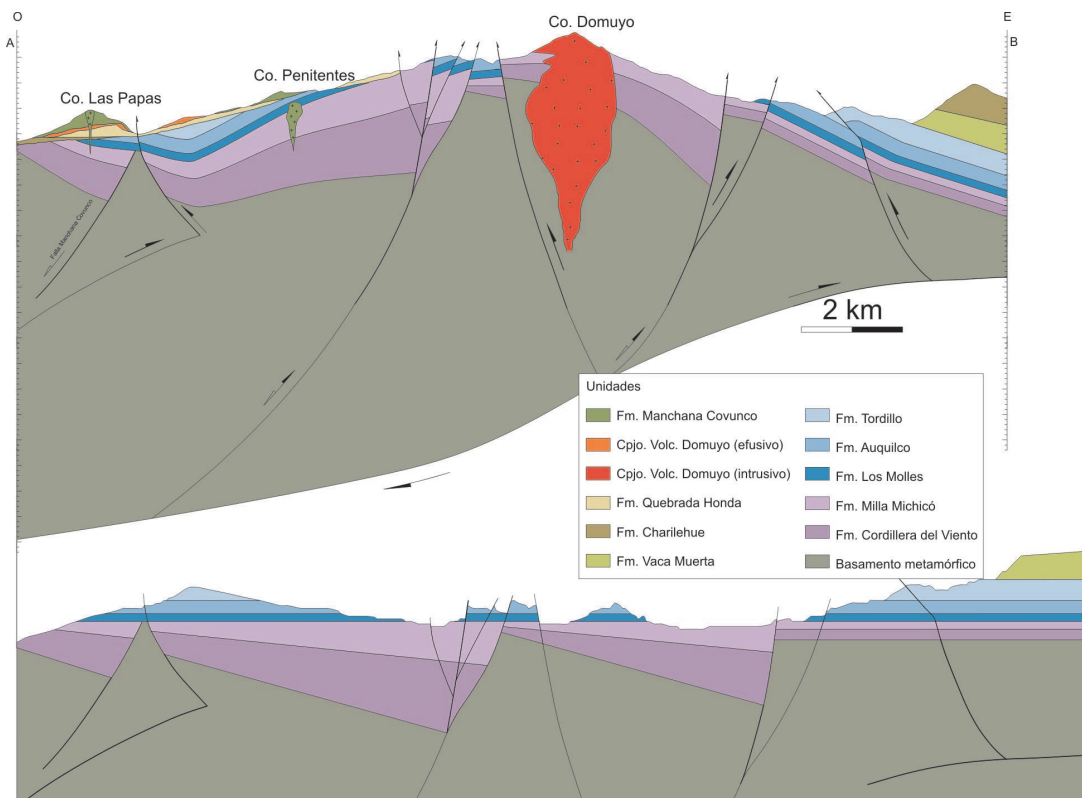 O
E
Co. Domuyo
A
B
Co. Penitentes
Co. Las Papas
Falla Manchana Covunco
2 km
Unidades
Fm. Manchana Covunco
Cpjo. Volc. Domuyo (efusivo)
Cpjo. Volc. Domuyo (intrusivo)
Fm. Quebrada Honda
Fm. Charilehue
Fm. Vaca Muerta
Fm. Tordillo
Fm. Auquilco
Fm. Los Molles
Fm. Milla Michicó
Fm. Cordillera del Viento
Basamento metamórfico